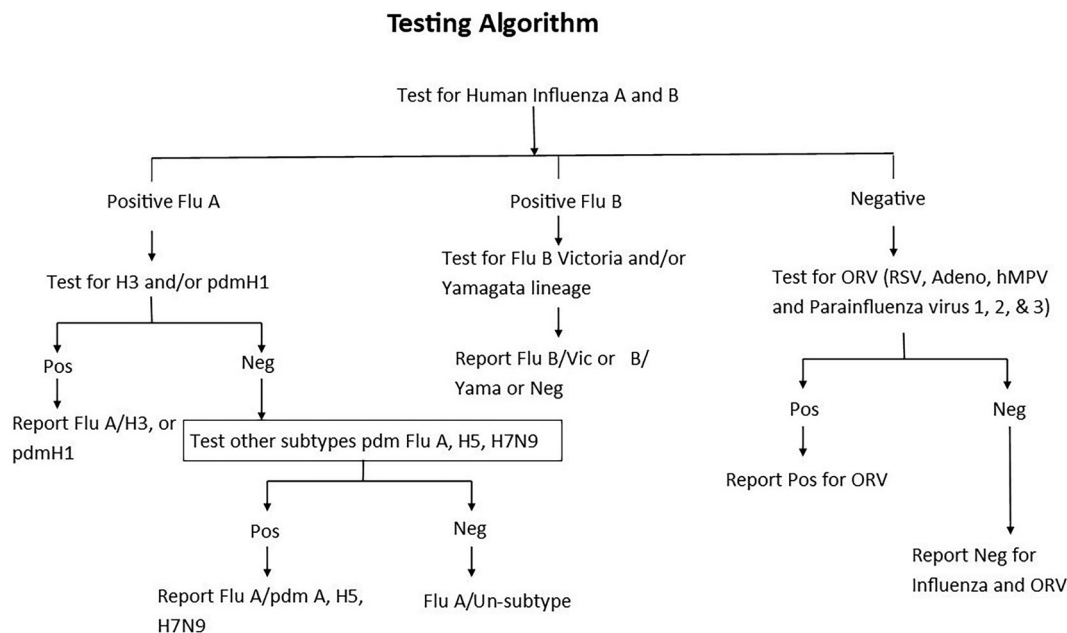 Testing Algorithm
Test for Human Influenza A and B
Positive Flu A
Positive Flu B
Negative
Test for H3 and/or pdmH1
Test for Flu B Victoria and/or
Yamagata lineage
Test for ORV (RSV, Adeno, hMPV
and Parainfluenza virus 1, 2, & 3)
Pos
Neg
Report Flu B/Vic or B/
Yama or Neg
Pos
Neg
Report Flu A/H3, or
pdmH1
Test other subtypes pdm Flu A, H5, H7N9
Report Pos for ORV
Pos
Neg
Report Neg for
Influenza and ORV
Report Flu A/pdm A, H5,
H7N9
Flu A/Un-subtype